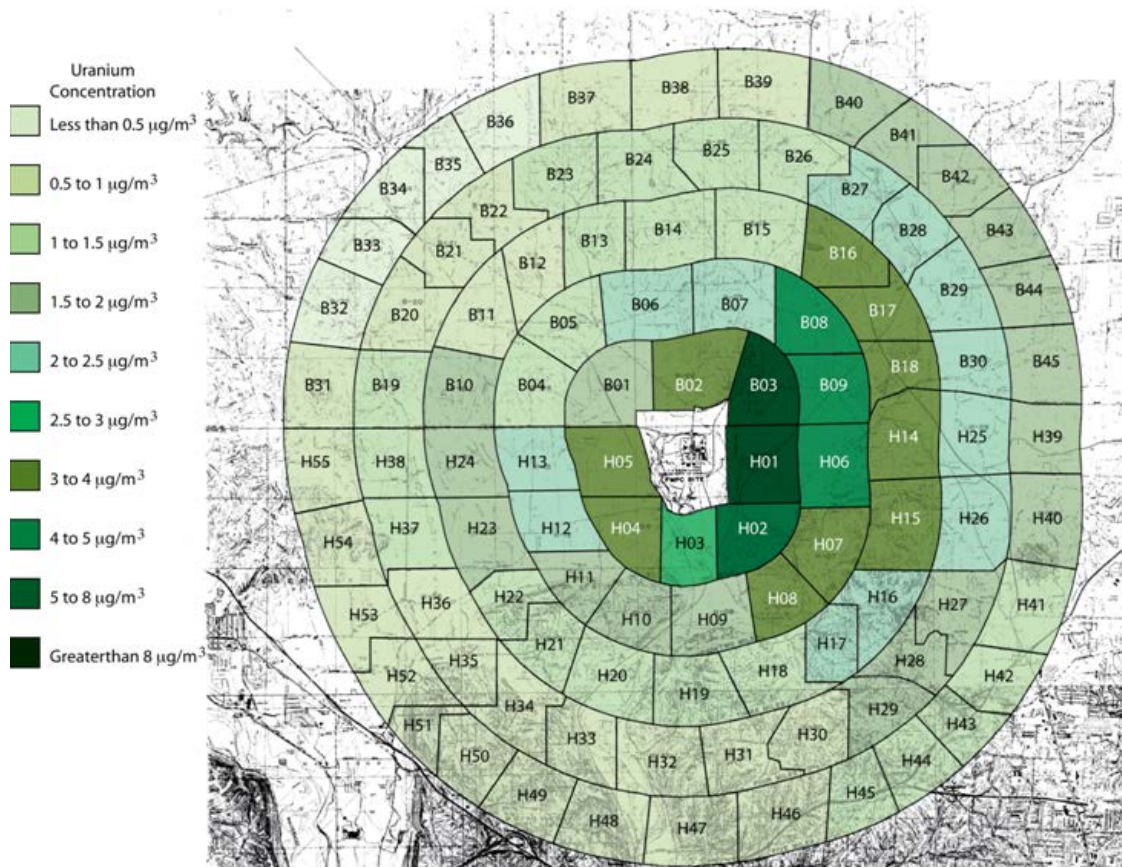 Uranium
Concentration
Less than 0.5 μg/m³
0.5 to 1 μg/m³
1 to 1.5 μg/m³
1.5 to 2 μg/m³
2 to 2.5 μg/m³
2.5 to 3 μg/m³
3 to 4 μg/m³
4 to 5 μg/m³
5 to 8 μg/m³
Greaterthan 8 μg/m³
B36 B37 B38 B39 B40
B35 B41
B34 B23 B24 B25 B26 B42
B33 B22 B27 B43
B21 B28
B32 B12 B13 B14 B15 B16 B29 B44
B20 B11 B05 B06 B07 B08 B17
B31 B19 B10 B04 B01 B02 B03 B09 B18 B30 B45
H55 H38 H24 H13 H05 H01 H06 H14 H25 H39
FMPC SITE
H54 H37 H23 H12 H04 H03 H02 H07 H15 H26 H40
H53 H36 H22 H11 H10 H09 H08 H16 H27 H41
H52 H35 H21 H20 H19 H18 H17 H28 H42
H51 H34 H29 H43
H50 H33 H32 H31 H30 H44
H49 H48 H47 H46 H45